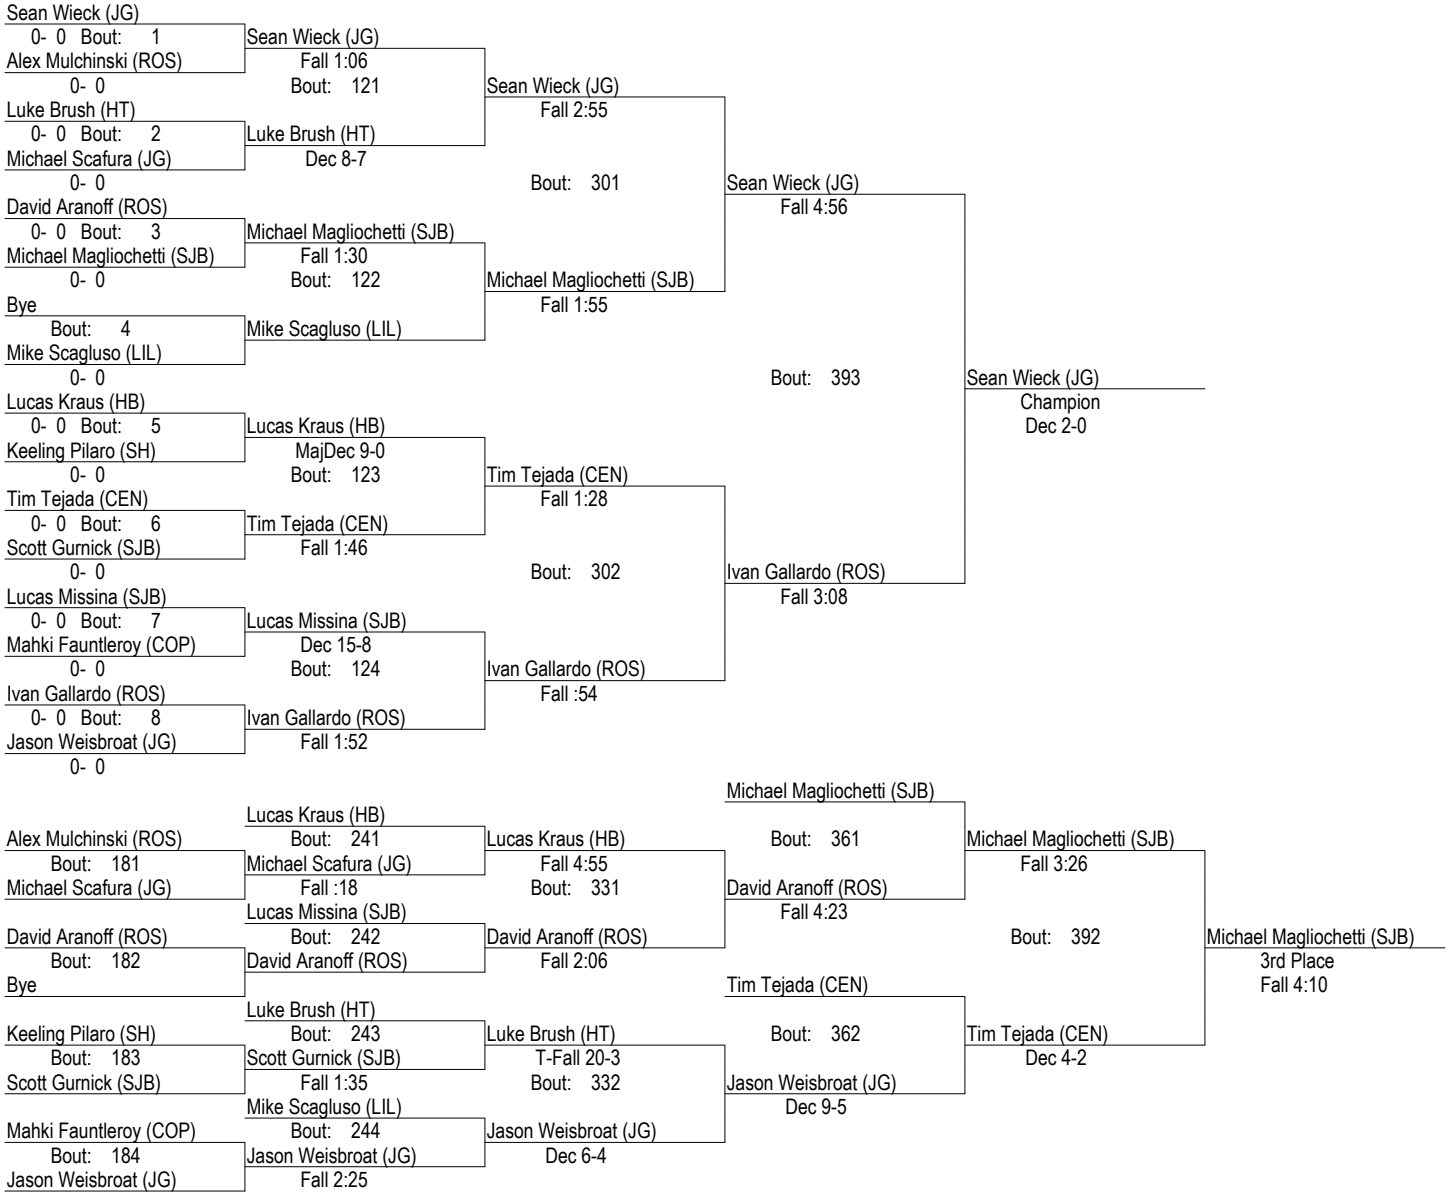 Sean Wieck (JG)
0- 0 Bout: 1
Sean Wieck (JG)
Alex Mulchinski (ROS)
Fall 1:06
0- 0
Bout: 121
Sean Wieck (JG)
Luke Brush (HT)
Fall 2:55
0- 0 Bout: 2
Luke Brush (HT)
Michael Scafura (JG)
Dec 8-7
0- 0
Bout: 301
Sean Wieck (JG)
David Aranoff (ROS)
Fall 4:56
0- 0 Bout: 3
Michael Magliochetti (SJB)
Michael Magliochetti (SJB)
Fall 1:30
0- 0
Bout: 122
Michael Magliochetti (SJB)
Bye
Fall 1:55
Bout: 4
Mike Scagluso (LIL)
Mike Scagluso (LIL)
0- 0
Bout: 393
Sean Wieck (JG)
Lucas Kraus (HB)
Champion
0- 0 Bout: 5
Lucas Kraus (HB)
Dec 2-0
Keeling Pilaro (SH)
MajDec 9-0
0- 0
Bout: 123
Tim Tejada (CEN)
Tim Tejada (CEN)
Fall 1:28
0- 0 Bout: 6
Tim Tejada (CEN)
Scott Gurnick (SJB)
Fall 1:46
0- 0
Bout: 302
Ivan Gallardo (ROS)
Lucas Missina (SJB)
Fall 3:08
0- 0 Bout: 7
Lucas Missina (SJB)
Mahki Fauntleroy (COP)
Dec 15-8
0- 0
Bout: 124
Ivan Gallardo (ROS)
Ivan Gallardo (ROS)
Fall :54
0- 0 Bout: 8
Ivan Gallardo (ROS)
Jason Weisbroat (JG)
Fall 1:52
0- 0
Michael Magliochetti (SJB)
Lucas Kraus (HB)
Alex Mulchinski (ROS)
Bout: 241
Lucas Kraus (HB)
Bout: 361
Michael Magliochetti (SJB)
Bout: 181
Michael Scafura (JG)
Fall 4:55
Fall 3:26
Michael Scafura (JG)
Fall :18
Bout: 331
David Aranoff (ROS)
Lucas Missina (SJB)
Fall 4:23
David Aranoff (ROS)
Bout: 242
David Aranoff (ROS)
Bout: 392
Michael Magliochetti (SJB)
Bout: 182
David Aranoff (ROS)
Fall 2:06
3rd Place
Bye
Tim Tejada (CEN)
Fall 4:10
Luke Brush (HT)
Keeling Pilaro (SH)
Bout: 243
Luke Brush (HT)
Bout: 362
Tim Tejada (CEN)
Bout: 183
Scott Gurnick (SJB)
T-Fall 20-3
Dec 4-2
Scott Gurnick (SJB)
Fall 1:35
Bout: 332
Jason Weisbroat (JG)
Mike Scagluso (LIL)
Dec 9-5
Mahki Fauntleroy (COP)
Bout: 244
Jason Weisbroat (JG)
Bout: 184
Jason Weisbroat (JG)
Dec 6-4
Jason Weisbroat (JG)
Fall 2:25